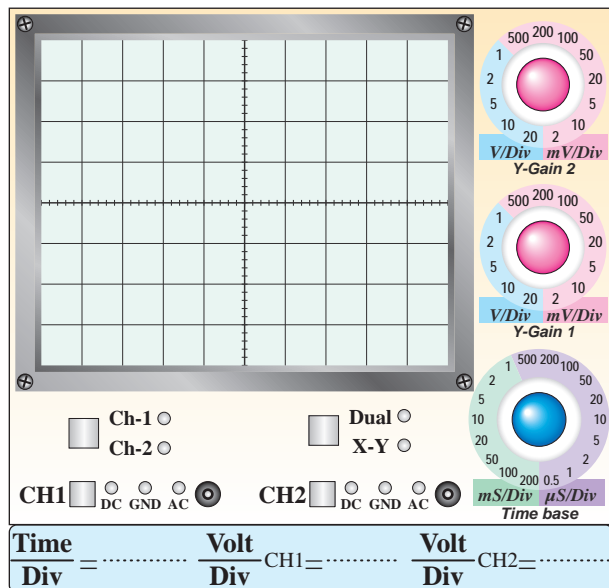 500 200 100
1 50
2 20
5 10
10 2
20
V/Div mV/Div
Y-Gain 2
500 200 100
1 50
2 20
5 10
10 2
20
V/Div mV/Div
Y-Gain 1
500 200 100
1 50
2 20
5 10
10 5
20 2
50 1
100 200 0.5
mS/Div µS/Div
Time base
Ch-1
Ch-2
Dual
X-Y
CH1 DC GND AC
CH2 DC GND AC
Time/Div = ............... Volt/Div CH1= ............ Volt/Div CH2= ............